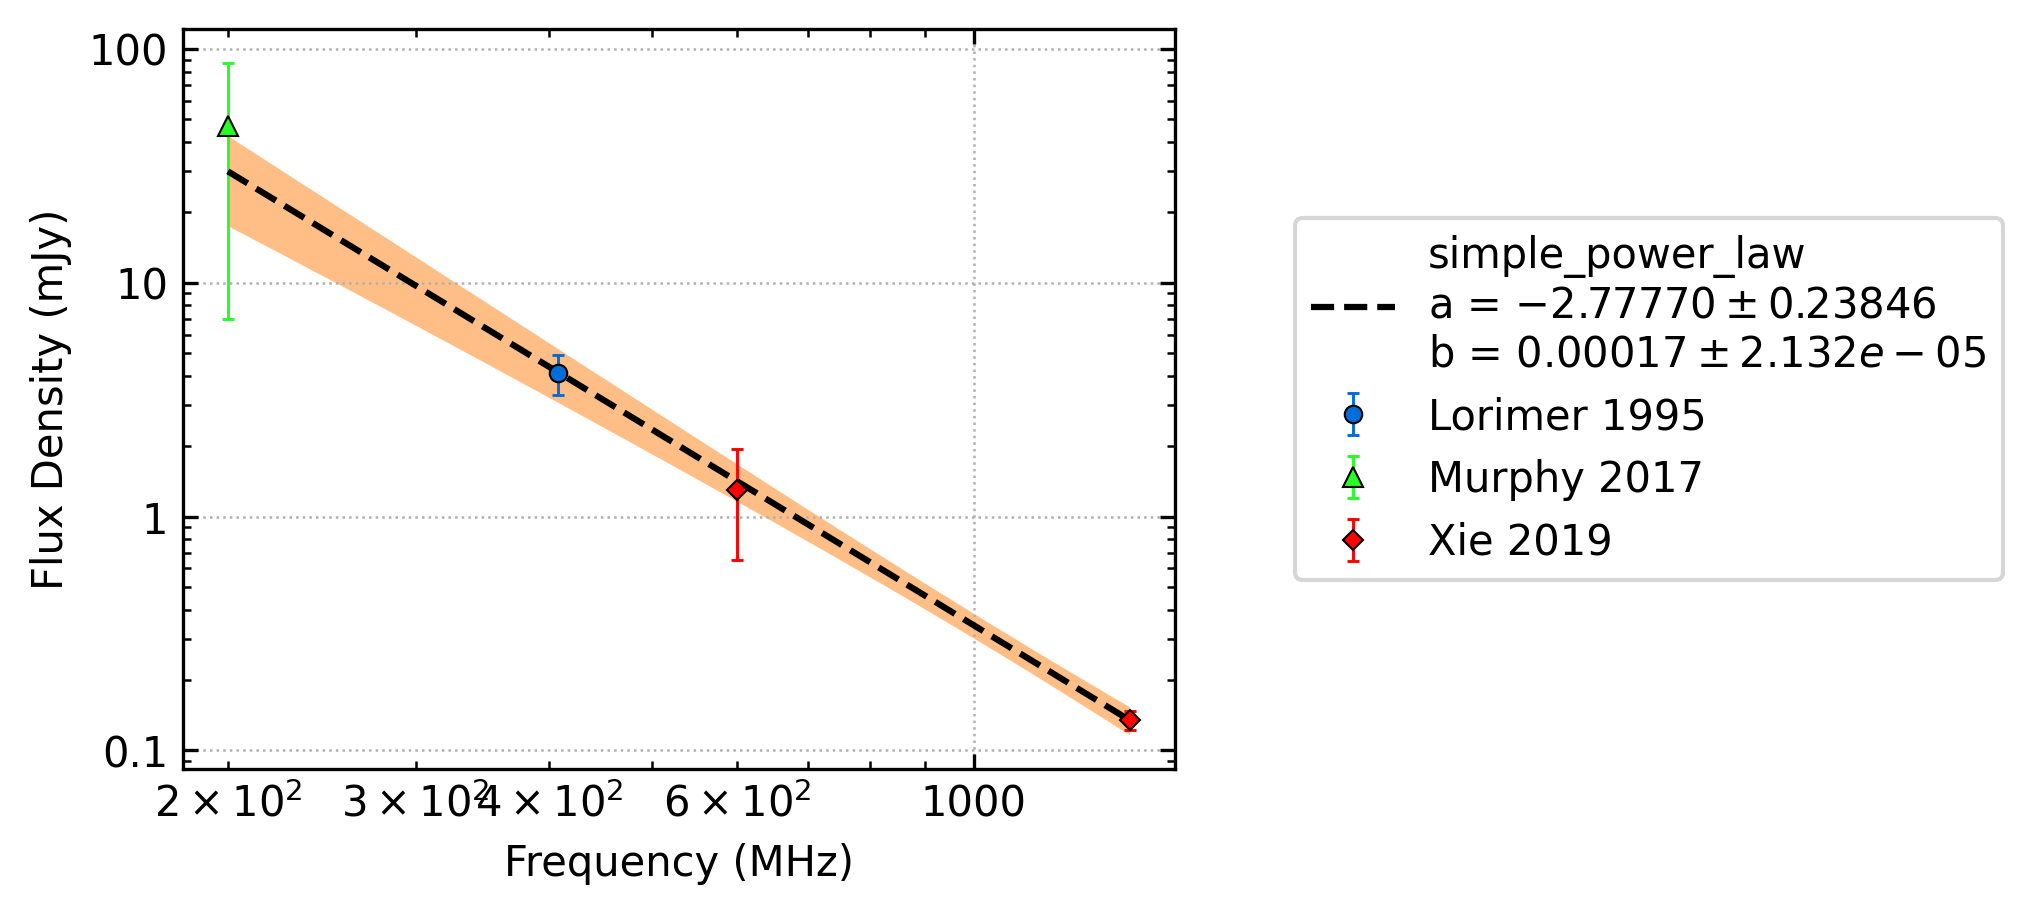 100
10
1
0.1
Flux Density (mJy)
2 × 10² 3 × 10² 4 × 10² 6 × 10² 1000
Frequency (MHz)
simple_power_law
a = −2.77770 ± 0.23846
b = 0.00017 ± 2.132e − 05
Lorimer 1995
Murphy 2017
Xie 2019